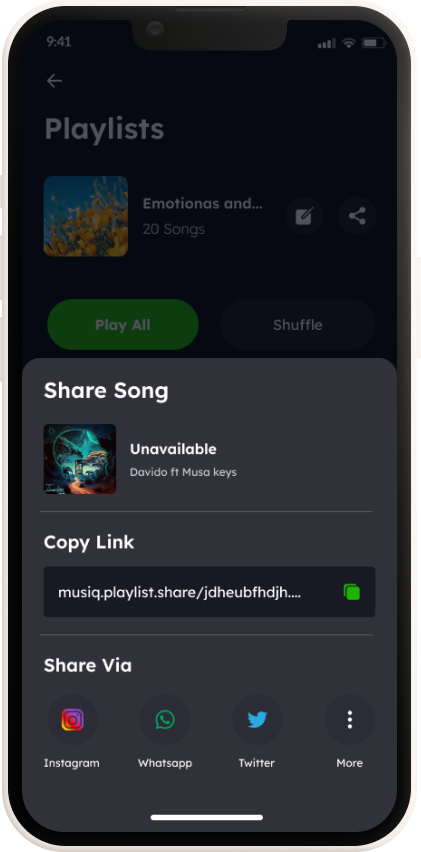 9:41
Playlists
Emotionas and...
20 Songs
Play All
Shuffle
Share Song
Unavailable
Davido ft Musa keys
Copy Link
musiq.playlist.share/jdheubfhdjh....
Share Via
Instagram
Whatsapp
Twitter
More